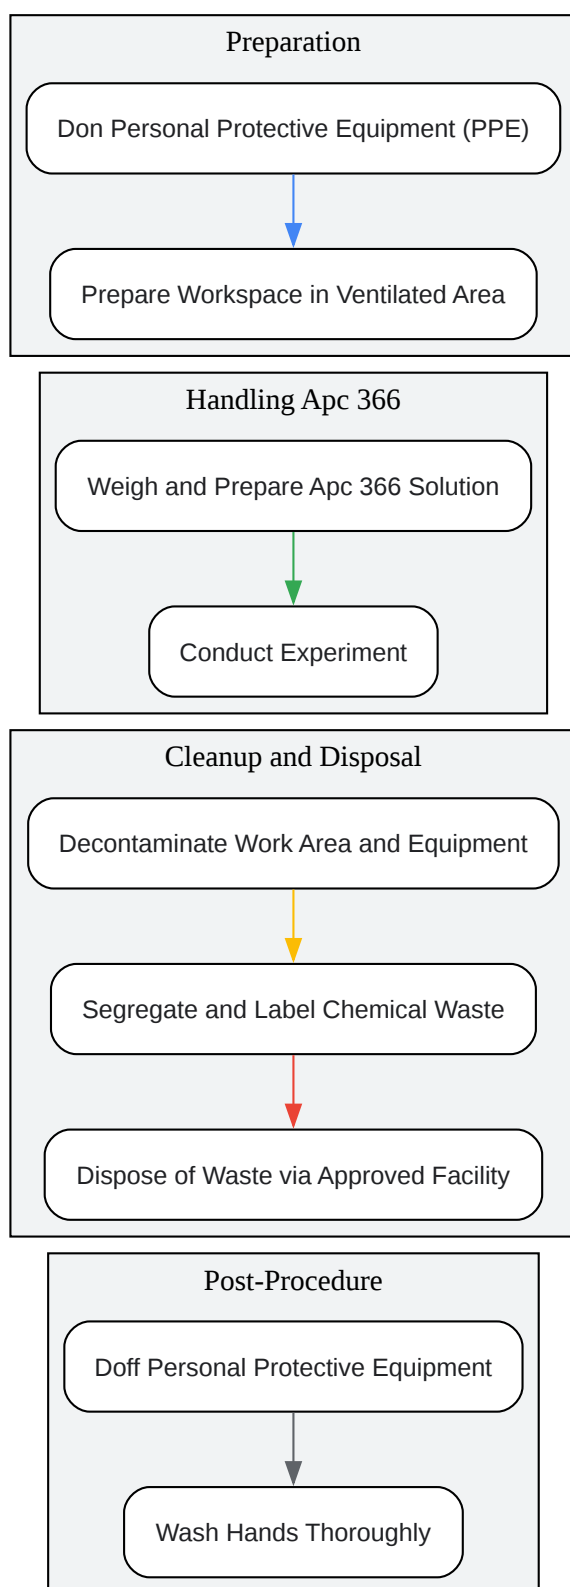 Preparation
Don Personal Protective Equipment (PPE)
Prepare Workspace in Ventilated Area
Handling Apc 366
Weigh and Prepare Apc 366 Solution
Conduct Experiment
Cleanup and Disposal
Decontaminate Work Area and Equipment
Segregate and Label Chemical Waste
Dispose of Waste via Approved Facility
Post-Procedure
Doff Personal Protective Equipment
Wash Hands Thoroughly